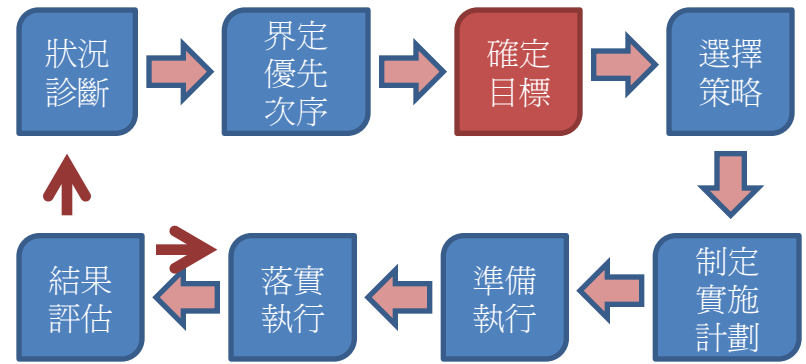 狀況
診斷
界定
優先
次序
確定
目標
選擇
策略
制定
實施
計劃
準備
執行
落實
執行
結果
評估